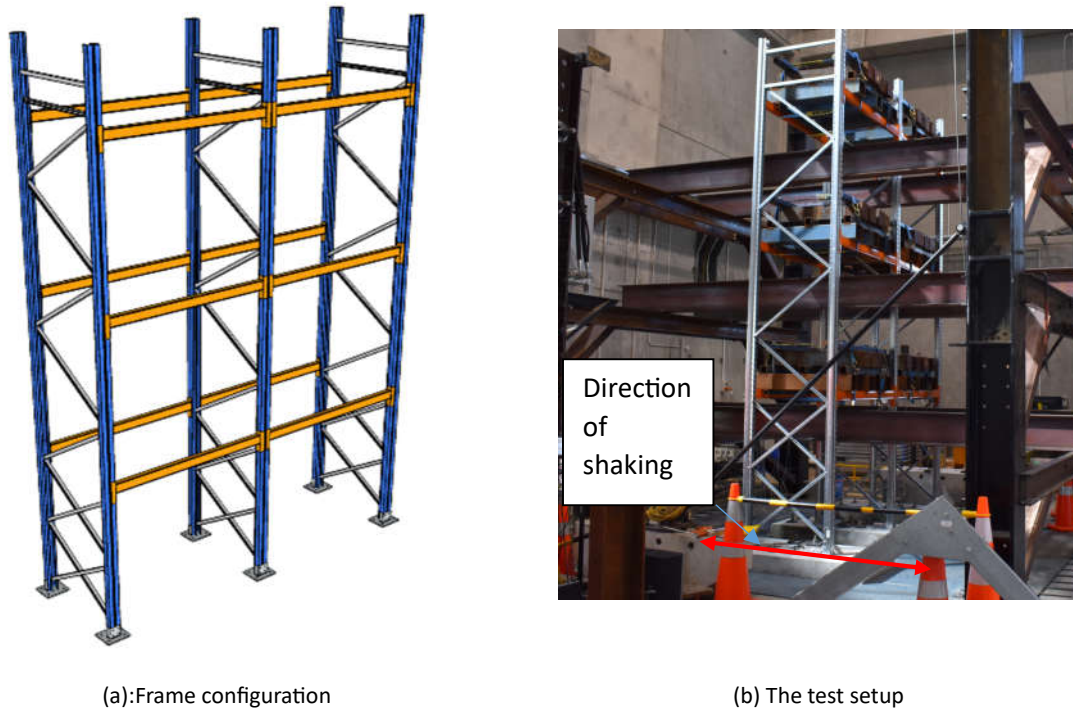 Direction
of
shaking
(a):Frame configuration
(b) The test setup